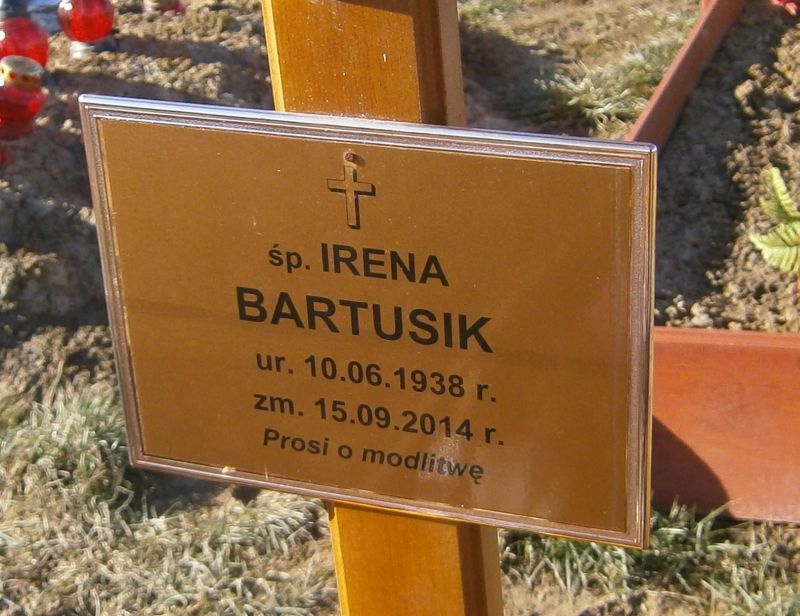 śp. IRENA
BARTUSIK
ur. 10.06.1938 r.
zm. 15.09.2014 r.
Prosi o modlitwę